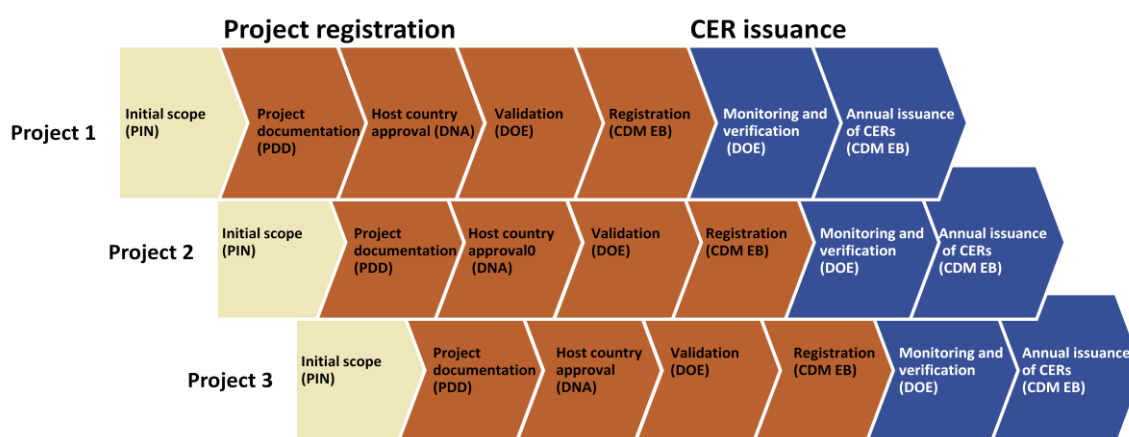 Project registration
CER issuance
Project 1
Initial scope
(PIN)
Project
documentation
(PDD)
Host country
approval (DNA)
Validation
(DOE)
Registration
(CDM EB)
Monitoring and
verification
(DOE)
Annual issuance
of CERs
(CDM EB)
Project 2
Initial scope
(PIN)
Project
documentation
(PDD)
Host country
approval0
(DNA)
Validation
(DOE)
Registration
(CDM EB)
Monitoring and
verification
(DOE)
Annual issuance
of CERs
(CDM EB)
Project 3
Initial scope
(PIN)
Project
documentation
(PDD)
Host country
approval
(DNA)
Validation
(DOE)
Registration
(CDM EB)
Monitoring and
verification
(DOE)
Annual issuance
of CERs
(CDM EB)